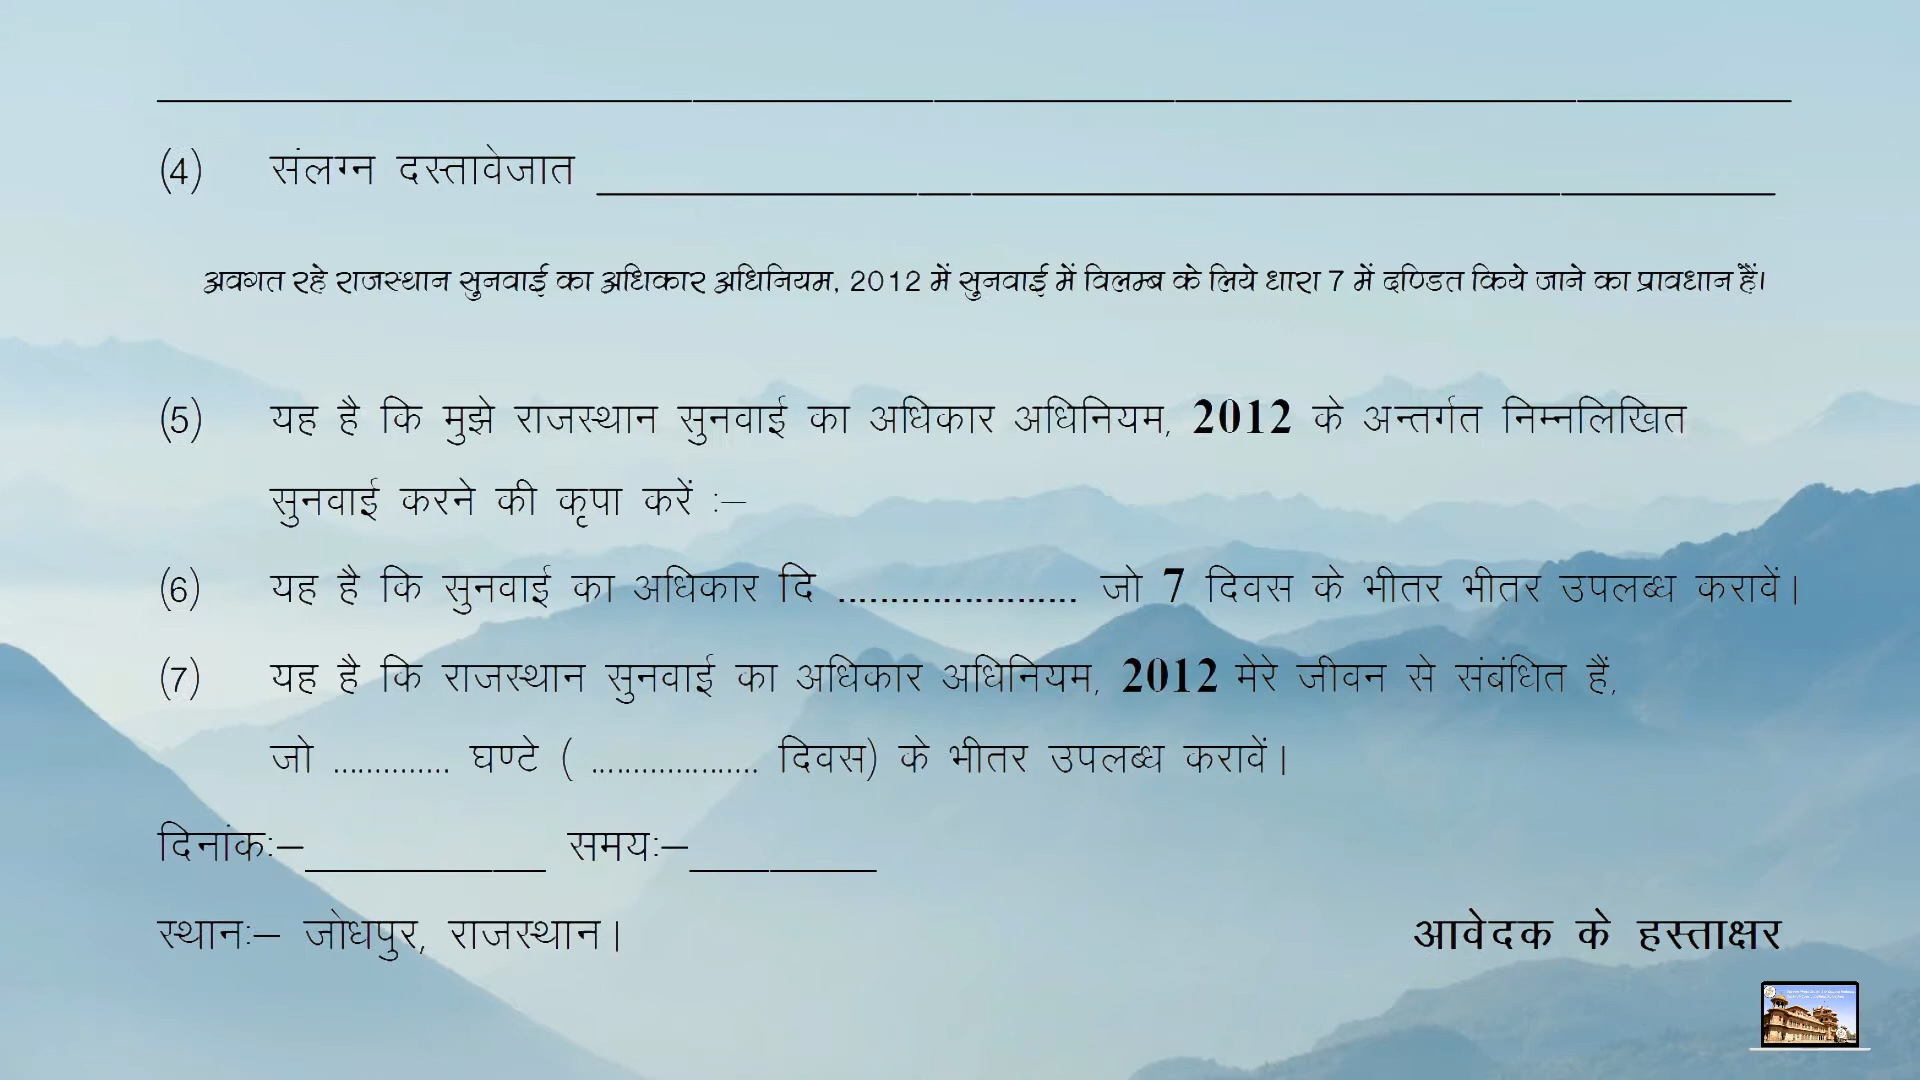 (4) संलग्न दस्तावेजात ____________________
अवगत रहे राजस्थान सुनवाई का अधिकार अधिनियम, 2012 में सुनवाई में विलम्ब के लिये धारा 7 में दण्डित किये जाने का प्रावधान हैं।
(5) यह है कि मुझे राजस्थान सुनवाई का अधिकार अधिनियम, 2012 के अन्तर्गत निम्नलिखित
सुनवाई करने की कृपा करें :–
(6) यह है कि सुनवाई का अधिकार दि ....................... जो 7 दिवस के भीतर भीतर उपलब्ध करावें।
(7) यह है कि राजस्थान सुनवाई का अधिकार अधिनियम, 2012 मेरे जीवन से संबंधित हैं,
जो .............. घण्टे ( .................... दिवस) के भीतर उपलब्ध करावें।
दिनांकः–_________ समयः–_______
स्थानः– जोधपुर, राजस्थान।
आवेदक के हस्ताक्षर